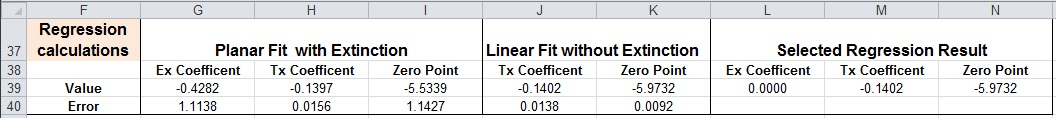 F G H I J K L M N
Regression
37 calculations Planar Fit with Extinction Linear Fit without Extinction Selected Regression Result
38 Ex Coefficent Tx Coefficent Zero Point Tx Coefficent Zero Point Ex Coefficent Tx Coefficent Zero Point
39 Value -0.4282 -0.1397 -5.5339 -0.1402 -5.9732 0.0000 -0.1402 -5.9732
40 Error 1.1138 0.0156 1.1427 0.0138 0.0092